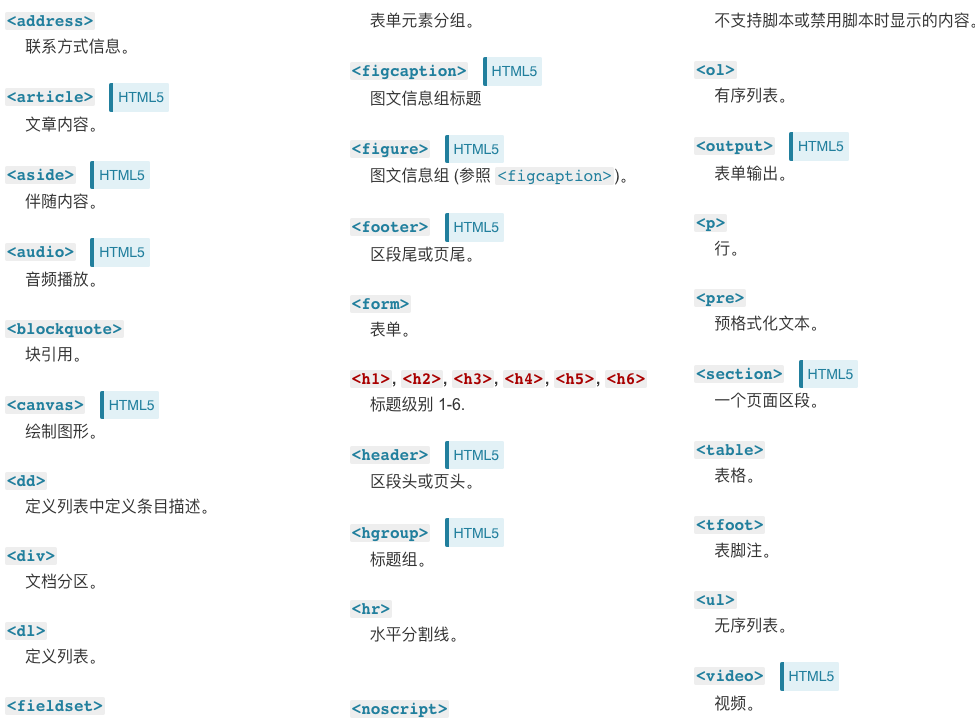 <address>
联系方式信息。
<article> HTML5
文章内容。
<aside> HTML5
伴随内容。
<audio> HTML5
音频播放。
<blockquote>
块引用。
<canvas> HTML5
绘制图形。
<dd>
定义列表中定义条目描述。
<div>
文档分区。
<dl>
定义列表。
<fieldset>
表单元素分组。
<figcaption> HTML5
图文信息组标题
<figure> HTML5
图文信息组 (参照 <figcaption>)。
<footer> HTML5
区段尾或页尾。
<form>
表单。
<h1>, <h2>, <h3>, <h4>, <h5>, <h6>
标题级别 1-6.
<header> HTML5
区段头或页头。
<hgroup> HTML5
标题组。
<hr>
水平分割线。
<noscript>
不支持脚本或禁用脚本时显示的内容。
<ol>
有序列表。
<output> HTML5
表单输出。
<p>
行。
<pre>
预格式化文本。
<section> HTML5
一个页面区段。
<table>
表格。
<tfoot>
表脚注。
<ul>
无序列表。
<video> HTML5
视频。